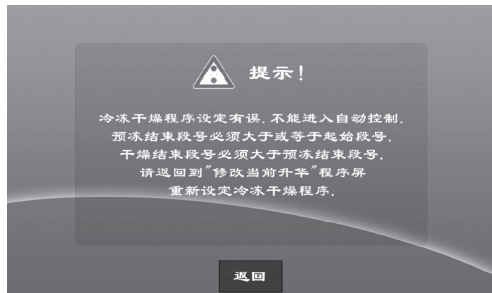 提示！
冷冻干燥程序设定有误.不能进入自动控制.
预冻结束段号必须大于或等于起始段号.
干燥结束段号必须大于预冻结束段号.
请返回到"修改当前升华"程序屏
重新设定冷冻干燥程序.
返回